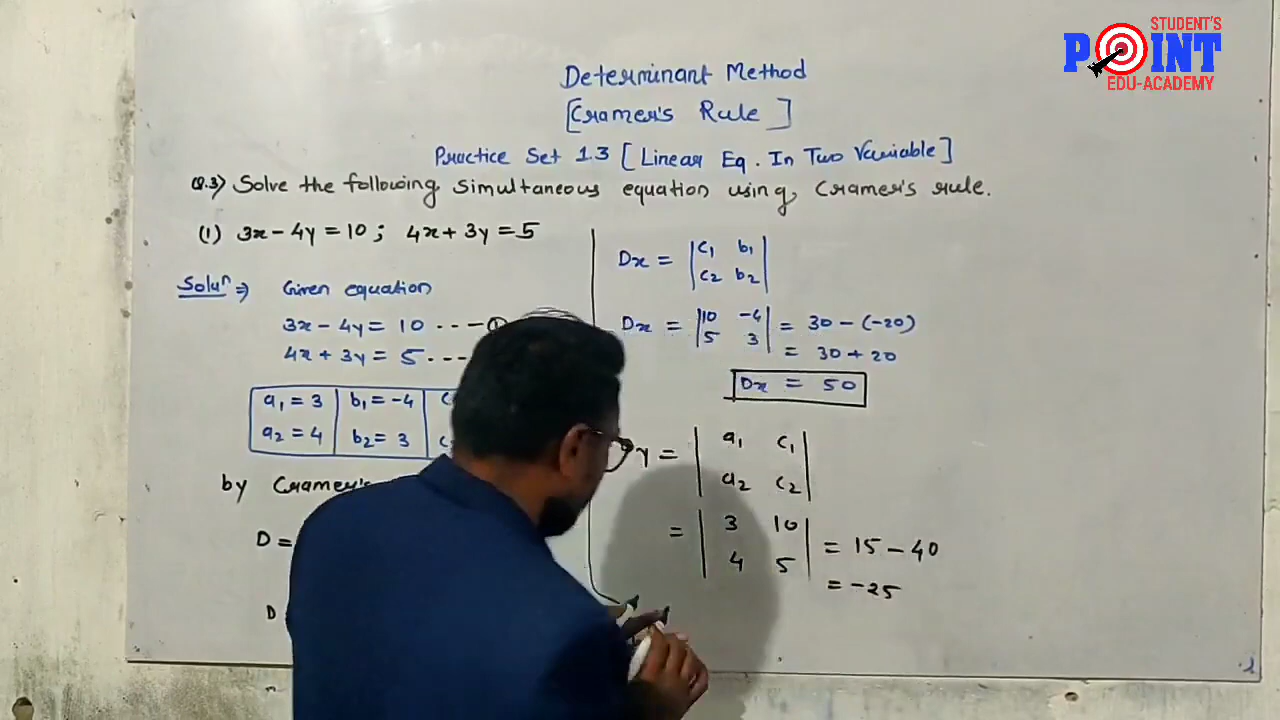 STUDENT'S
POINT
EDU-ACADEMY
Determinant Method
[Cramer's Rule]
Practice Set 1.3 [Linear Eq. In Two Variable]
Q.3) Solve the following simultaneous equation using Cramer's rule.
(1) 3x - 4y = 10 ; 4x + 3y = 5
Soluⁿ ⇒ Given equation
3x - 4y = 10 --- ①
4x + 3y = 5 ---
a₁ = 3 | b₁ = -4 | c
a₂ = 4 | b₂ = 3 | c
by Cramer's
D =
D
Dx = | c₁ b₁ |
| c₂ b₂ |
Dx = | 10 -4 | = 30 - (-20)
| 5 3 | = 30 + 20
Dx = 50
y = | a₁ c₁ |
| a₂ c₂ |
= | 3 10 | = 15 - 40
| 4 5 | = -25